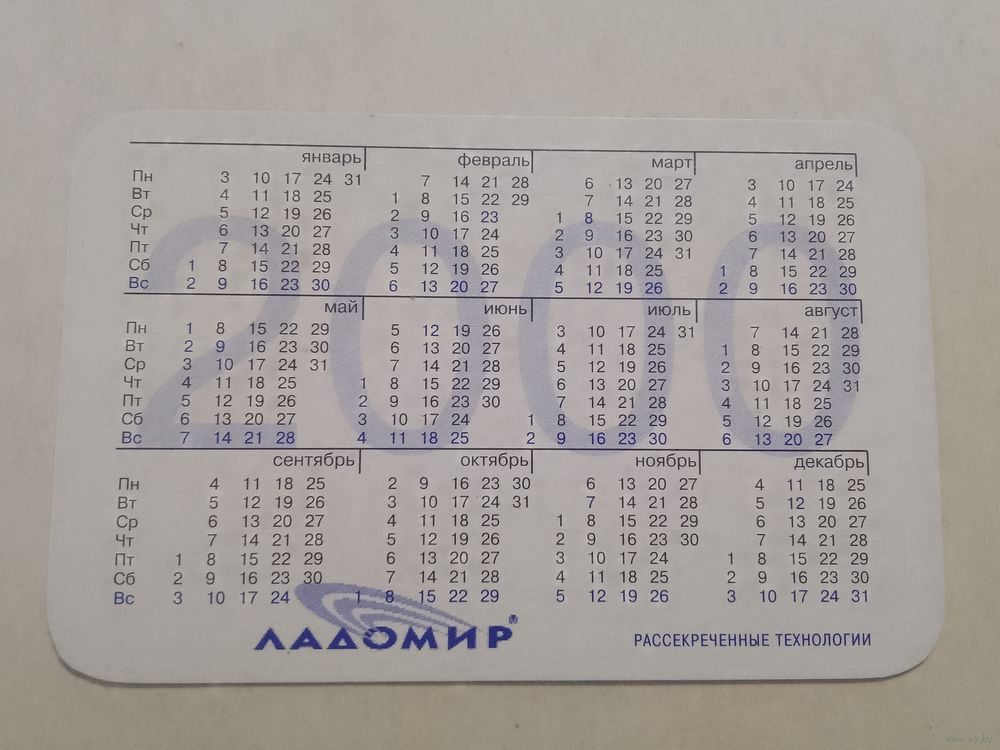 январь февраль март апрель
Пн 3 10 17 24 31 7 14 21 28 6 13 20 27 3 10 17 24
Вт 4 11 18 25 1 8 15 22 29 7 14 21 28 4 11 18 25
Ср 5 12 19 26 2 9 16 23 1 8 15 22 29 5 12 19 26
Чт 6 13 20 27 3 10 17 24 2 9 16 23 30 6 13 20 27
Пт 7 14 21 28 4 11 18 25 3 10 17 24 31 7 14 21 28
Сб 1 8 15 22 29 5 12 19 26 4 11 18 25 1 8 15 22 29
Вс 2 9 16 23 30 6 13 20 27 5 12 19 26 2 9 16 23 30
2000
май июнь июль август
Пн 1 8 15 22 29 5 12 19 26 3 10 17 24 31 7 14 21 28
Вт 2 9 16 23 30 6 13 20 27 4 11 18 25 1 8 15 22 29
Ср 3 10 17 24 31 7 14 21 28 5 12 19 26 2 9 16 23 30
Чт 4 11 18 25 1 8 15 22 29 6 13 20 27 3 10 17 24 31
Пт 5 12 19 26 2 9 16 23 30 7 14 21 28 4 11 18 25
Сб 6 13 20 27 3 10 17 24 1 8 15 22 29 5 12 19 26
Вс 7 14 21 28 4 11 18 25 2 9 16 23 30 6 13 20 27
сентябрь октябрь ноябрь декабрь
Пн 4 11 18 25 2 9 16 23 30 6 13 20 27 4 11 18 25
Вт 5 12 19 26 3 10 17 24 31 7 14 21 28 5 12 19 26
Ср 6 13 20 27 4 11 18 25 1 8 15 22 29 6 13 20 27
Чт 7 14 21 28 5 12 19 26 2 9 16 23 30 7 14 21 28
Пт 1 8 15 22 29 6 13 20 27 3 10 17 24 1 8 15 22 29
Сб 2 9 16 23 30 7 14 21 28 4 11 18 25 2 9 16 23 30
Вс 3 10 17 24 1 8 15 22 29 5 12 19 26 3 10 17 24 31
ЛАДОМИР®
РАССЕКРЕЧЕННЫЕ ТЕХНОЛОГИИ
www.ay.by